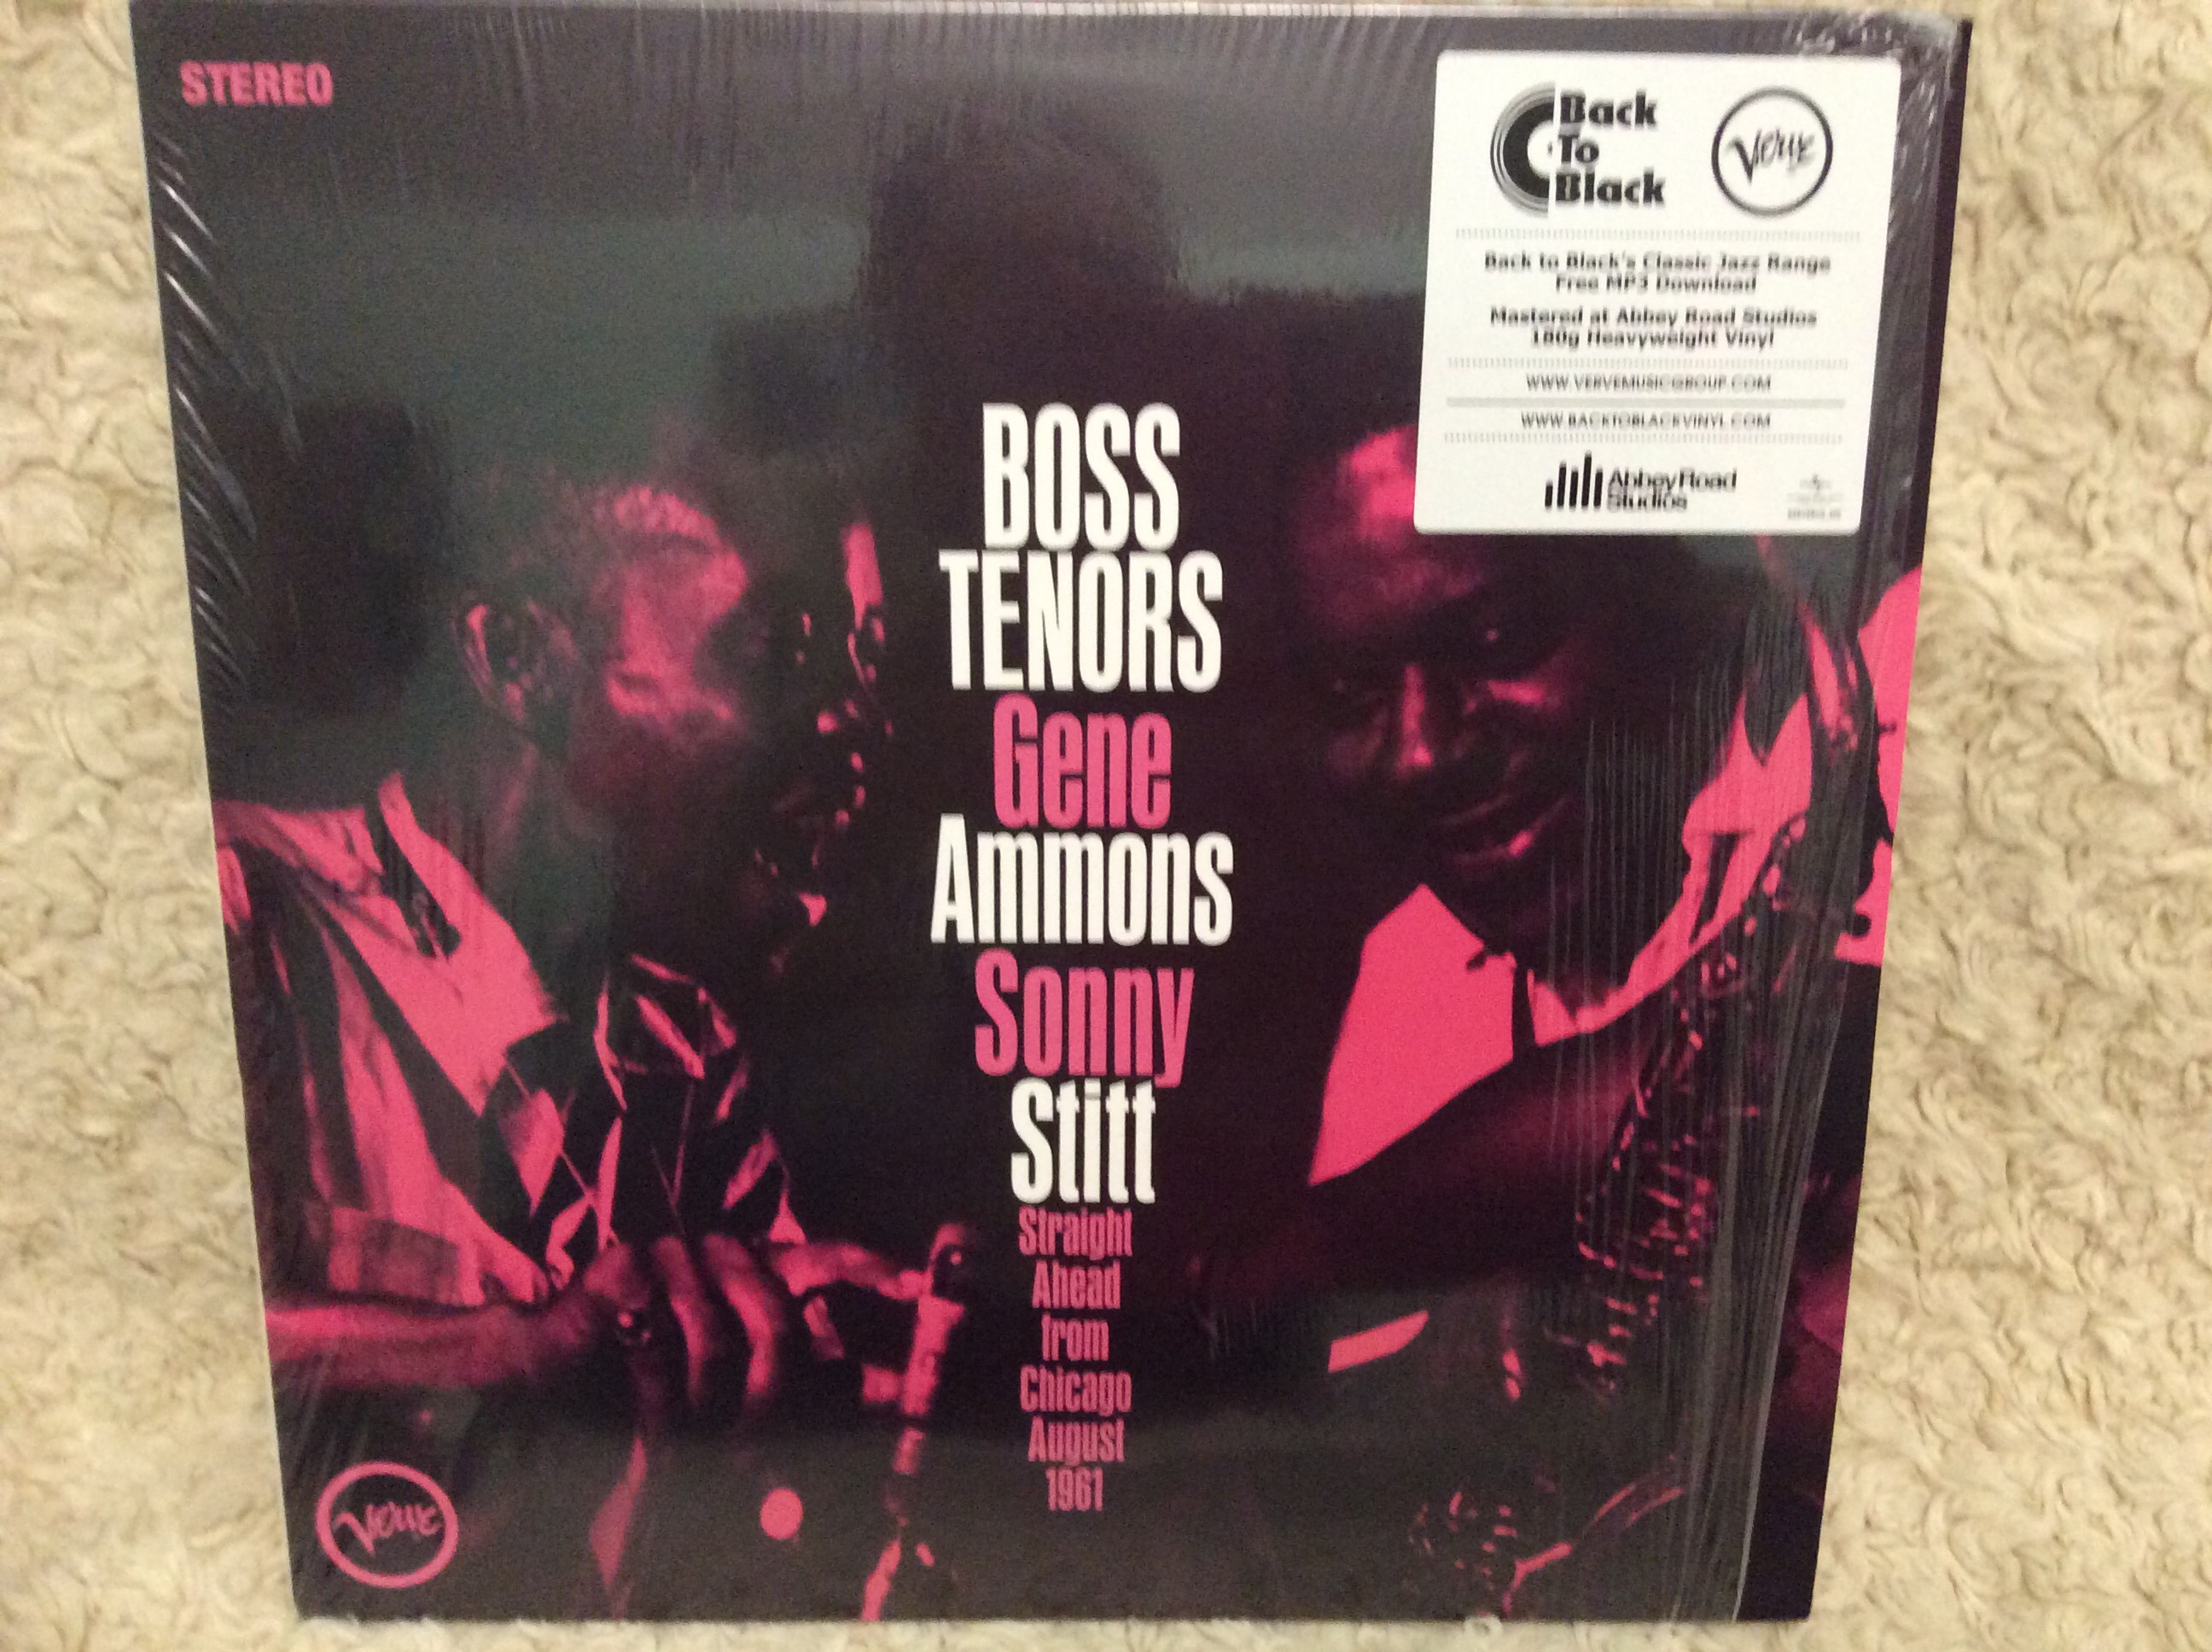 STEREO
Back
To
Black
Verve
Back to Black's Classic Jazz Range
Free MP3 Download
Mastered at Abbey Road Studios
180g Heavyweight Vinyl
WWW.VERVEMUSICGROUP.COM
WWW.BACKTOBLACKVINYL.COM
Abbey Road
Studios
BOSS
TENORS
Gene
Ammons
Sonny
Stitt
Straight
Ahead
from
Chicago
August
1961
Verve